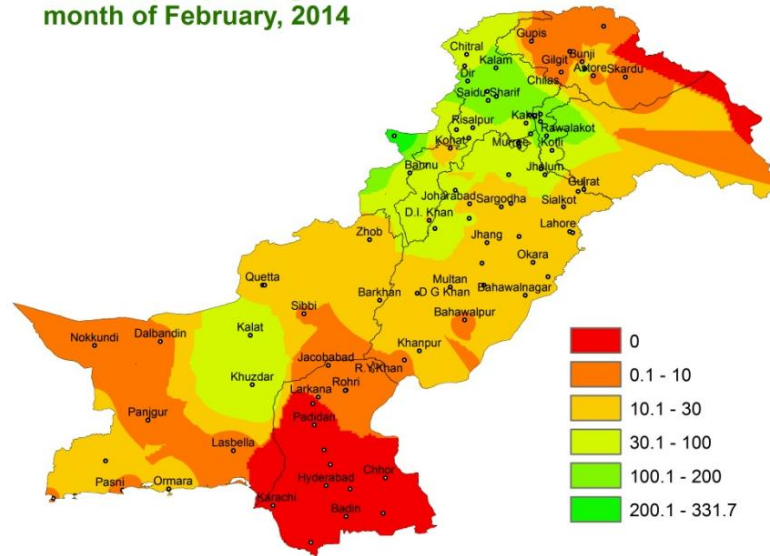 month of February, 2014
Gupis
Chitral
Kalam
Bunji
Gilgit
Dir
Astore
Skardu
Chilas
Saidu Sharif
Kakul
Risalpur
Rawalakot
Kohat
Murree
Kotli
Bannu
Jhelum
Gujrat
Joharabad
Sargodha
Sialkot
D.I. Khan
Lahore
Zhob
Jhang
Okara
Quetta
Multan
D G Khan
Bahawalnagar
Barkhan
Sibbi
Bahawalpur
Kalat
Dalbandin
Nokkundi
Khanpur
Jacobabad
R.Y.Khan
Khuzdar
Rohri
Larkana
Panjgur
Padidan
Lasbella
Chhor
Pasni
Ormara
Hyderabad
Karachi
Badin
0
0.1 - 10
10.1 - 30
30.1 - 100
100.1 - 200
200.1 - 331.7